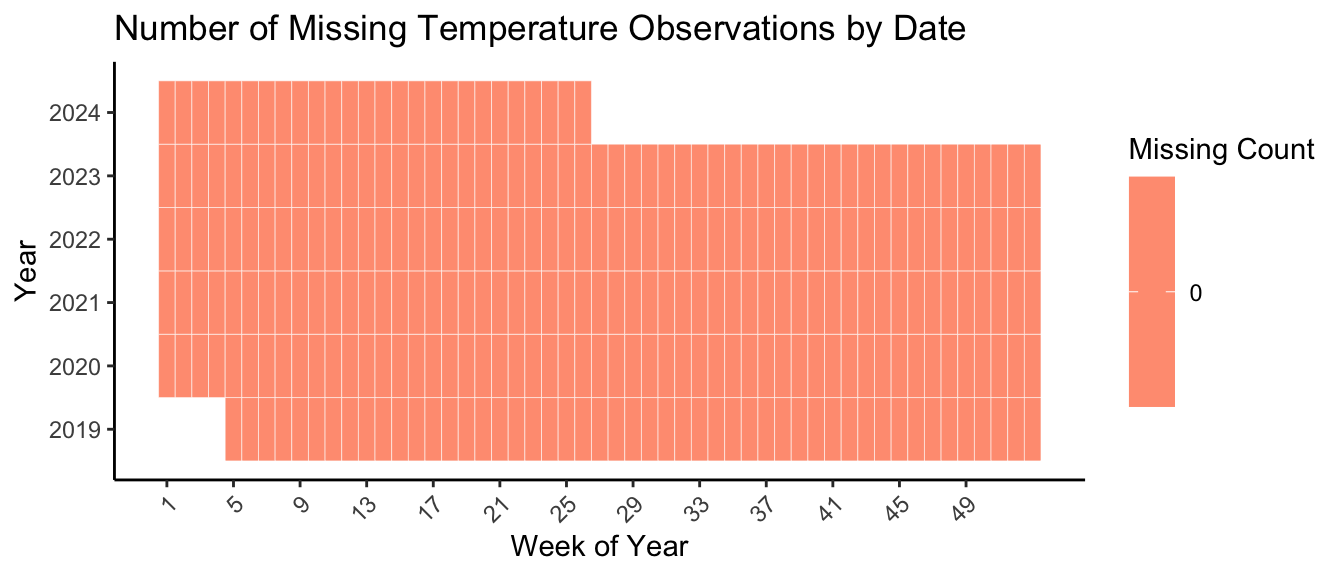 Number of Missing Temperature Observations by Date
Year
2024
2023
2022
2021
2020
2019
1 5 9 13 17 21 25 29 33 37 41 45 49
Week of Year
Missing Count
0